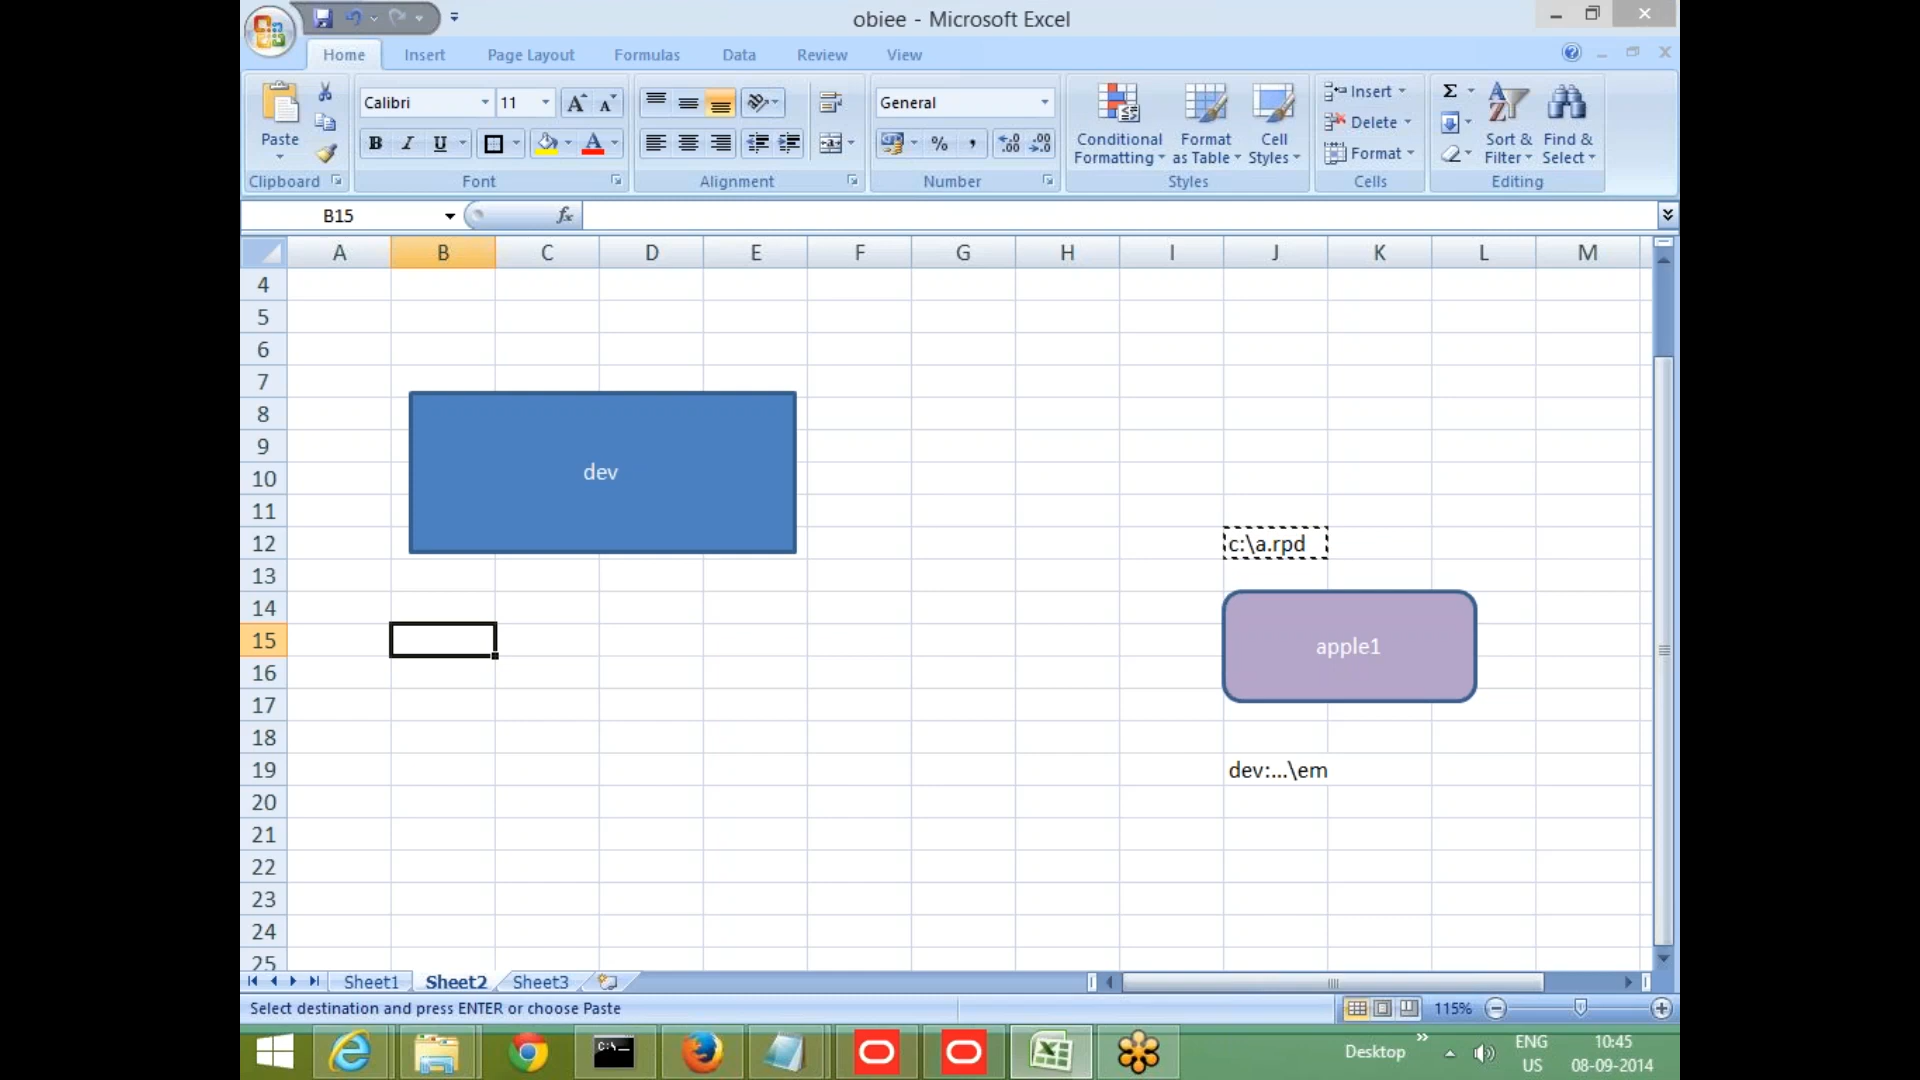 obiee - Microsoft Excel
Home Insert Page Layout Formulas Data Review View
Paste
Calibri 11
General
B I U
%
Conditional Formatting
Format as Table
Cell Styles
Insert
Delete
Format
Σ
Sort & Filter
Find & Select
Clipboard Font Alignment Number Styles Cells Editing
B15 fx
A B C D E F G H I J K L M
4
5
6
7
8
9
10
11
12
13
14
15
16
17
18
19
20
21
22
23
24
25
dev
c:\a.rpd
apple1
dev:...\em
Sheet1 Sheet2 Sheet3
Select destination and press ENTER or choose Paste
115%
Desktop
ENG
US
10:45
08-09-2014